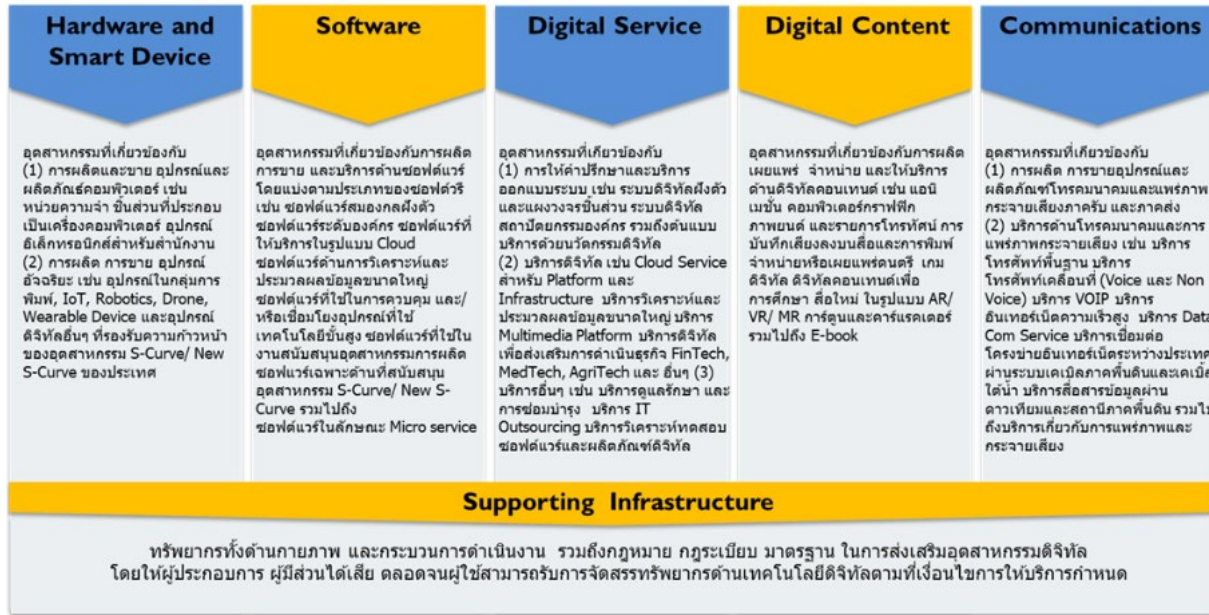 Hardware and
Smart Device
อุตสาหกรรมที่เกี่ยวข้องกับ
(1) การผลิตและขาย อุปกรณ์และ
ผลิตภัณธ์คอมพิวเตอร์ เช่น
หน่วยความจำ ชิ้นส่วนที่ประกอบ
เป็นเครื่องคอมพิวเตอร์ อุปกรณ์
อิเล็กทรอนิกส์สำหรับสำนักงาน
(2) การผลิต การขาย อุปกรณ์
อัจฉริยะ เช่น อุปกรณ์ในกลุ่มการ
พิมพ์, IoT, Robotics, Drone,
Wearable Device และอุปกรณ์
ดิจิทัลอื่นๆ ที่รองรับความก้าวหน้า
ของอุตสาหกรรม S-Curve/ New
S-Curve ของประเทศ
Software
อุตสาหกรรมที่เกี่ยวข้องกับการผลิต
การขาย และบริการด้านซอฟต์แวร์
โดยแบ่งตามประเภทของซอฟต์วรี
เช่น ซอฟต์แวร์สมองกลฝังตัว
ซอฟต์แวร์ระดับองค์กร ซอฟต์แวร์ที่
ให้บริการในรูปแบบ Cloud
ซอฟต์แวร์ด้านการวิเคราะห์และ
ประมวลผลข้อมูลขนาดใหญ่
ซอฟต์แวร์ที่ใช้ในการควบคุม และ/
หรือเชื่อมโยงอุปกรณ์ที่ใช้
เทคโนโลยีขั้นสูง ซอฟต์แวร์ที่ใช้ใน
งานสนับสนุนอุตสาหกรรมการผลิต
ซอฟแวร์เฉพาะด้านที่สนับสนุน
อุตสาหกรรม S-Curve/ New S-
Curve รวมไปถึง
ซอฟต์แวร์ในลักษณะ Micro service
Digital Service
อุตสาหกรรมที่เกี่ยวข้องกับ
(1) การให้คำปรึกษาและบริการ
ออกแบบระบบ เช่น ระบบดิจิทัลฝังตัว
และแผงวงจรชิ้นส่วน ระบบดิจิทัล
สถาปัตยกรรมองค์กร รวมถึงต้นแบบ
บริการด้วยนวัตกรรมดิจิทัล
(2) บริการดิจิทัล เช่น Cloud Service
สำหรับ Platform และ
Infrastructure บริการวิเคราะห์และ
ประมวลผลข้อมูลขนาดใหญ่ บริการ
Multimedia Platform บริการดิจิทัล
เพื่อส่งเสริมการดำเนินธุรกิจ FinTech,
MedTech, AgriTech และ อื่นๆ (3)
บริการอื่นๆ เช่น บริการดูแลรักษา และ
การซ่อมบำรุง บริการ IT
Outsourcing บริการวิเคราะห์ทดสอบ
ซอฟต์แวร์และผลิตภัณฑ์ดิจิทัล
Digital Content
อุตสาหกรรมที่เกี่ยวข้องกับการผลิต
เผยแพร่ จำหน่าย และให้บริการ
ด้านดิจิทัลคอนเทนต์ เช่น แอนิ
เมชั่น คอมพิวเตอร์กราฟฟิก
ภาพยนต์ และรายการโทรทัศน์ การ
บันทึกเสียงลงบนสื่อและการพิมพ์
จำหน่ายหรือเผยแพร่ดนตรี เกม
ดิจิทัล ดิจิทัลคอนเทนต์เพื่อ
การศึกษา สื่อใหม่ ในรูปแบบ AR/
VR/ MR การ์ตูนและคาร์แรคเตอร์
รวมไปถึง E-book
Communications
อุตสาหกรรมที่เกี่ยวข้องกับ
(1) การผลิต การขายอุปกรณ์และ
ผลิตภัณฑ์โทรคมนาคมและแพร่ภาพ
กระจายเสียงภาครับ และภาคส่ง
(2) บริการด้านโทรคมนาคมและการ
แพร่ภาพกระจายเสียง เช่น บริการ
โทรศัพท์พื้นฐาน บริการ
โทรศัพท์เคลื่อนที่ (Voice และ Non
Voice) บริการ VOIP บริการ
อินเทอร์เน็ตความเร็วสูง บริการ Data
Com Service บริการเชื่อมต่อ
โครงข่ายอินเทอร์เน็ตระหว่างประเทศ
ผ่านระบบเคเบิลภาคพื้นดินและเคเบิ้ล
ใต้น้ำ บริการสื่อสารข้อมูลผ่าน
ดาวเทียมและสถานีภาคพื้นดิน รวมไป
ถึงบริการเกี่ยวกับการแพร่ภาพและ
กระจายเสียง
Supporting Infrastructure
ทรัพยากรทั้งด้านกายภาพ และกระบวนการดำเนินงาน รวมถึงกฎหมาย กฎระเบียบ มาตรฐาน ในการส่งเสริมอุตสาหกรรมดิจิทัล
โดยให้ผู้ประกอบการ ผู้มีส่วนได้เสีย ตลอดจนผู้ใช้สามารถรับการจัดสรรทรัพยากรด้านเทคโนโลยีดิจิทัลตามที่เงื่อนไขการให้บริการกำหนด